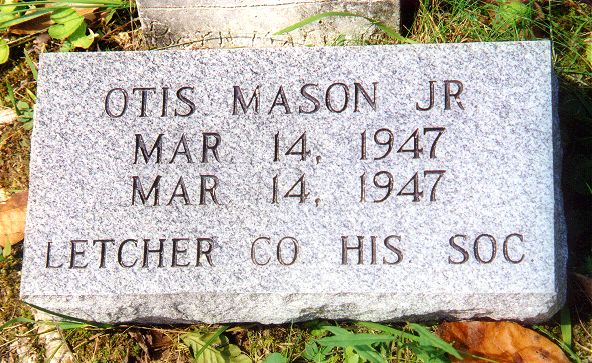 OTIS MASON JR
MAR. 14, 1947
MAR. 14, 1947
LETCHER CO HIS. SOC.